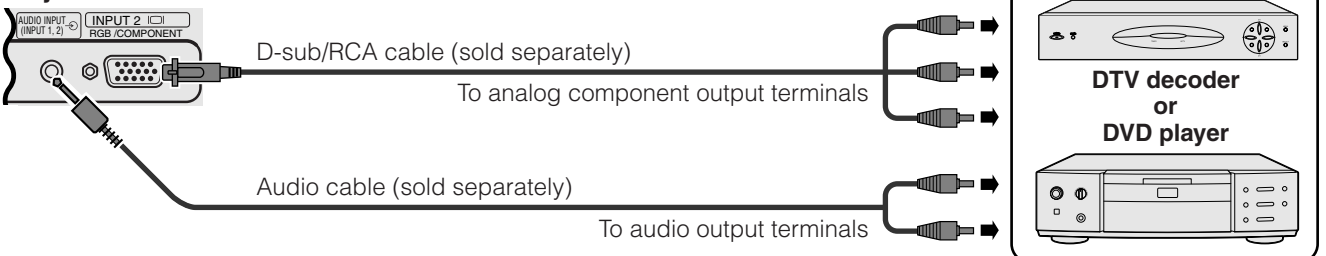 AUDIO INPUT
(INPUT 1, 2)
INPUT 2
RGB /COMPONENT
D-sub/RCA cable (sold separately)
To analog component output terminals
DTV decoder
or
DVD player
Audio cable (sold separately)
To audio output terminals